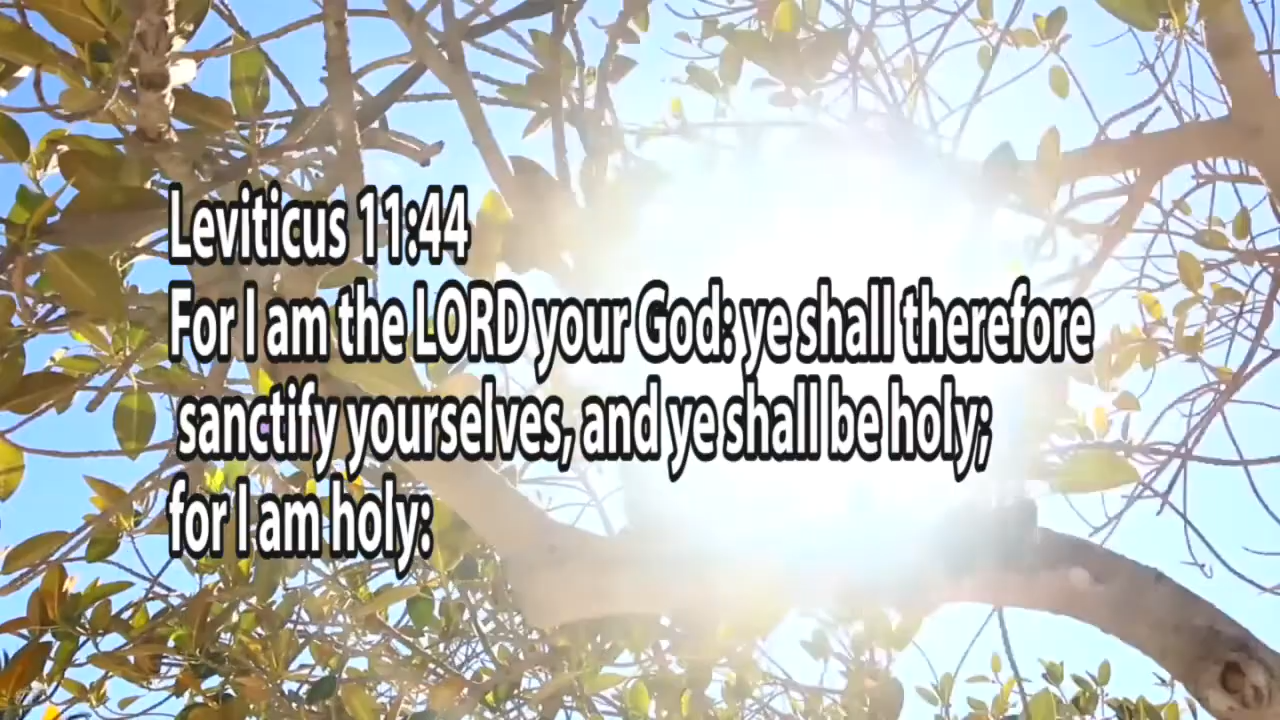 Leviticus 11:44
For I am the LORD your God: ye shall therefore
sanctify yourselves, and ye shall be holy;
for I am holy: